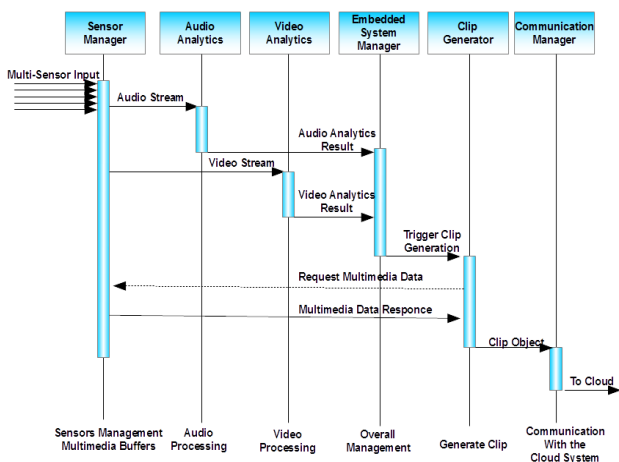 Sensor
Manager
Audio
Analytics
Video
Analytics
Embedded
System
Manager
Clip
Generator
Communication
Manager
Multi-Sensor Input
Audio Stream
Audio Analytics
Result
Video Stream
Video Analytics
Result
Trigger Clip
Generation
Request Multimedia Data
Multimedia Data Responce
Clip Object
To Cloud
Sensors Management
Multimedia Buffers
Audio
Processing
Video
Processing
Overall
Management
Generate Clip
Communication
With the
Cloud System